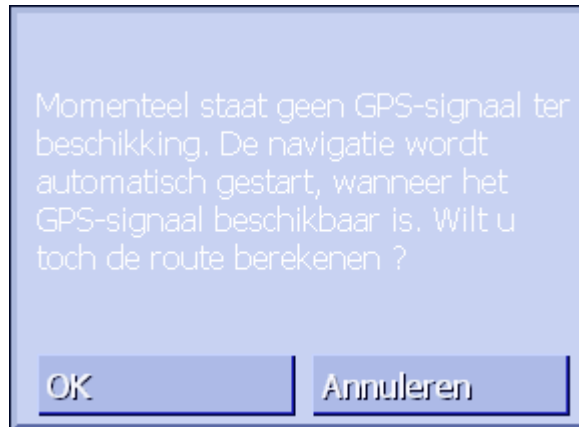 Momenteel staat geen GPS-signaal ter
beschikking. De navigatie wordt
automatisch gestart, wanneer het
GPS-signaal beschikbaar is. Wilt u
toch de route berekenen ?
OK
Annuleren